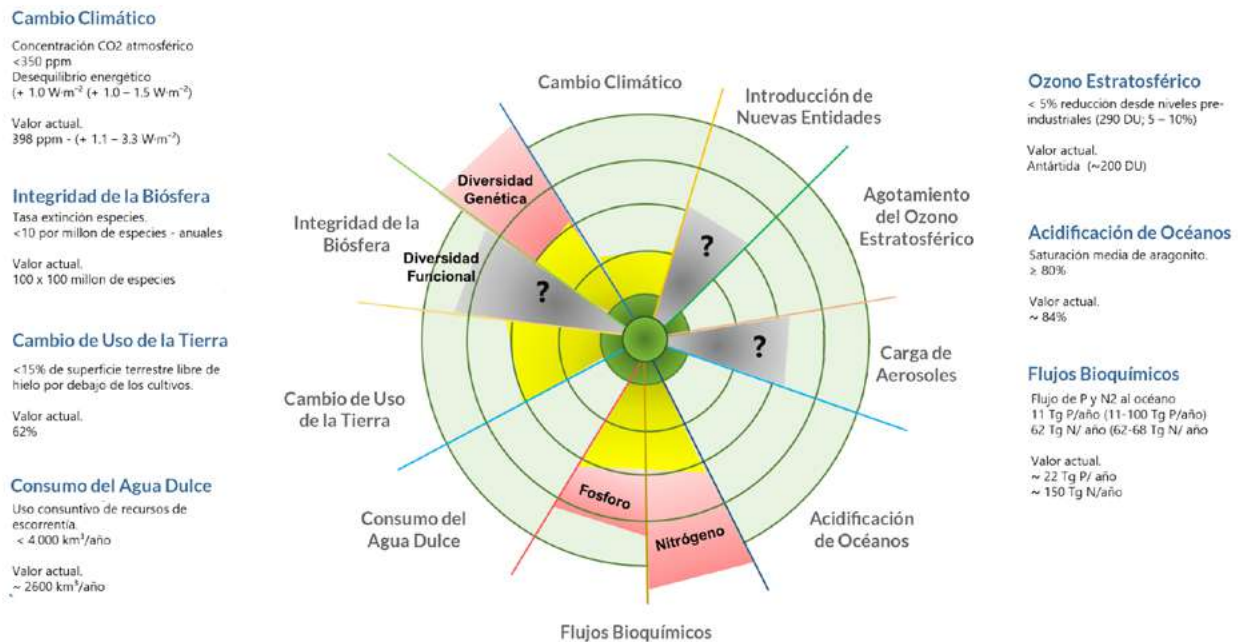 Cambio Climático
Concentración CO2 atmosférico
<350 ppm
Desequilibrio energético
(+ 1.0 W·m⁻² (+ 1.0 – 1.5 W·m⁻²)
Valor actual.
398 ppm - (+ 1.1 – 3.3 W·m⁻²)
Integridad de la Biósfera
Tasa extinción especies.
<10 por millon de especies - anuales
Valor actual.
100 x 100 millon de especies
Cambio de Uso de la Tierra
<15% de superficie terrestre libre de
hielo por debajo de los cultivos.
Valor actual.
62%
Consumo del Agua Dulce
Uso consuntivo de recursos de
escorrentía.
< 4.000 km³/año
Valor actual.
~ 2600 km³/año
Cambio Climático
Introducción de
Nuevas Entidades
Agotamiento
del Ozono
Estratosférico
Carga de
Aerosoles
Acidificación
de Océanos
Flujos Bioquímicos
Consumo del
Agua Dulce
Cambio de Uso
de la Tierra
Integridad de la
Biósfera
Diversidad
Genética
Diversidad
Funcional
?
?
?
Fosforo
Nitrógeno
Ozono Estratosférico
< 5% reducción desde niveles pre-
industriales (290 DU; 5 – 10%)
Valor actual.
Antártida (~200 DU)
Acidificación de Océanos
Saturación media de aragonito.
≥ 80%
Valor actual.
~ 84%
Flujos Bioquímicos
Flujo de P y N2 al océano
11 Tg P/año (11-100 Tg P/año)
62 Tg N/ año (62-68 Tg N/ año
Valor actual.
~ 22 Tg P/ año
~ 150 Tg N/año